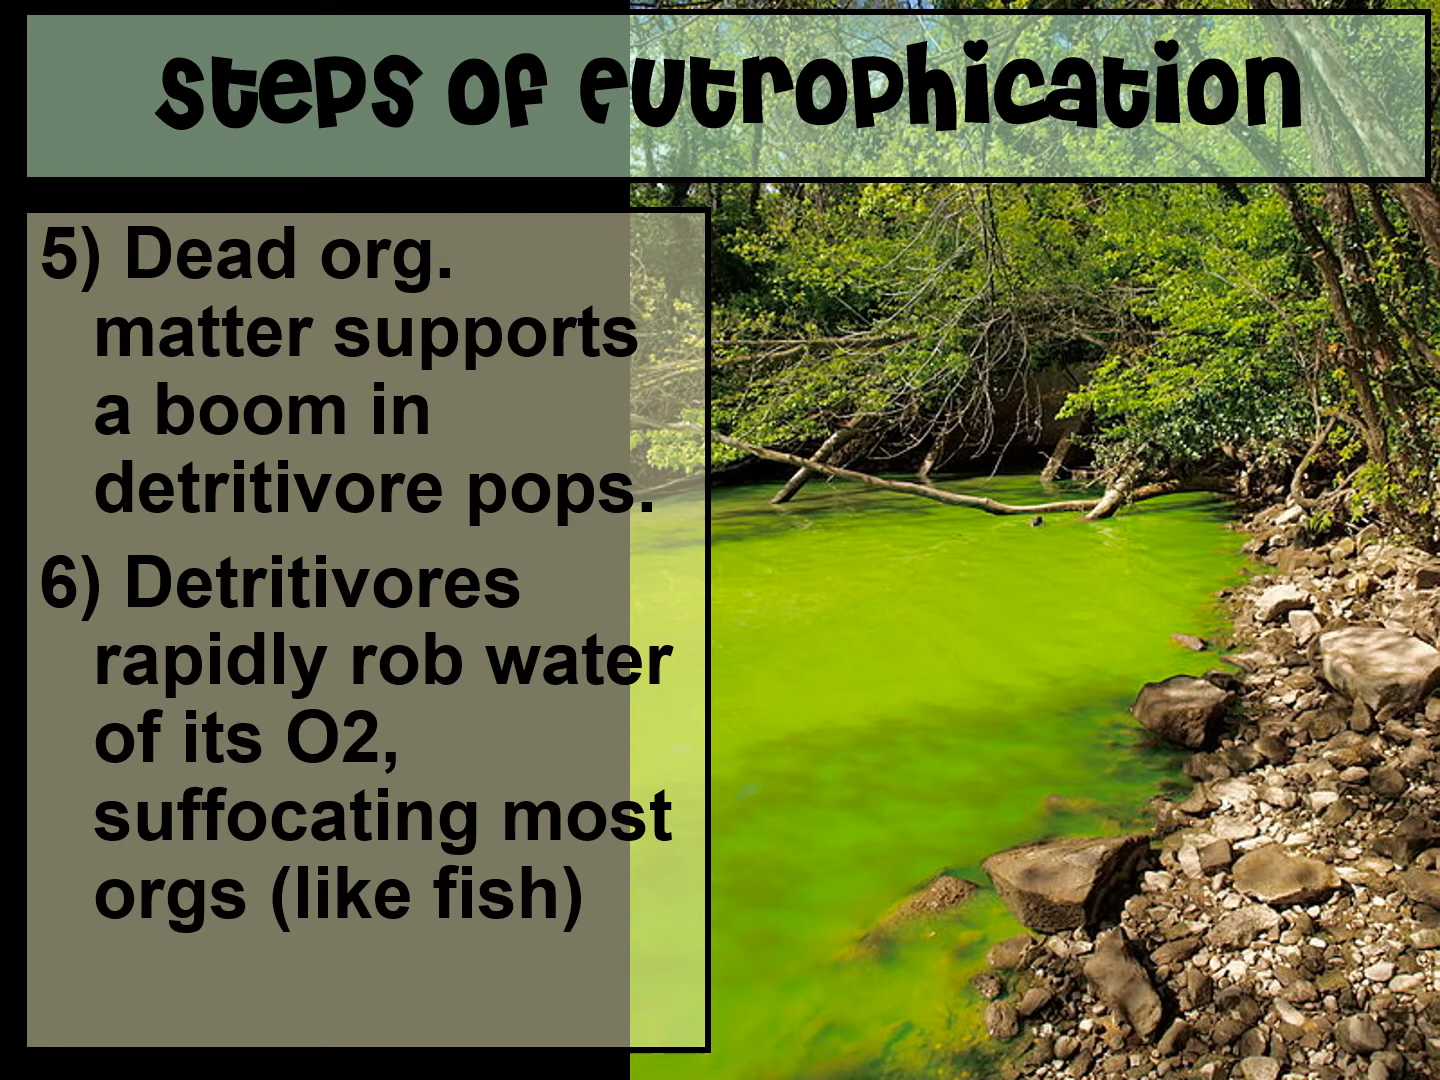 steps of eutrophication
5) Dead org.
matter supports
a boom in
detritivore pops.
6) Detritivores
rapidly rob water
of its O2,
suffocating most
orgs (like fish)